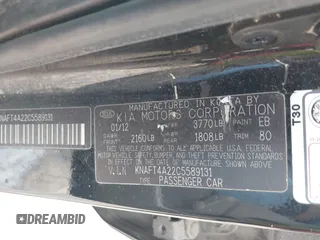 KNAFT4A22C5589131
MANUFACTURED IN KOREA BY
KIA MOTORS CORPORATION
01/12 3770LB PAINT EB
2160LB 1808LB TRIM 80
THIS VEHICLE CONFORMS TO ALL APPLICABLE U.S.A. FEDERAL
MOTOR VEHICLE SAFETY, BUMPER, AND THEFT PREVENTION
STANDARDS IN EFFECT ON THE DATE OF MANUFACTURE
SHOWN ABOVE.
V.I.N KNAFT4A22C5589131
PASSENGER CAR
T30
DREAMBID